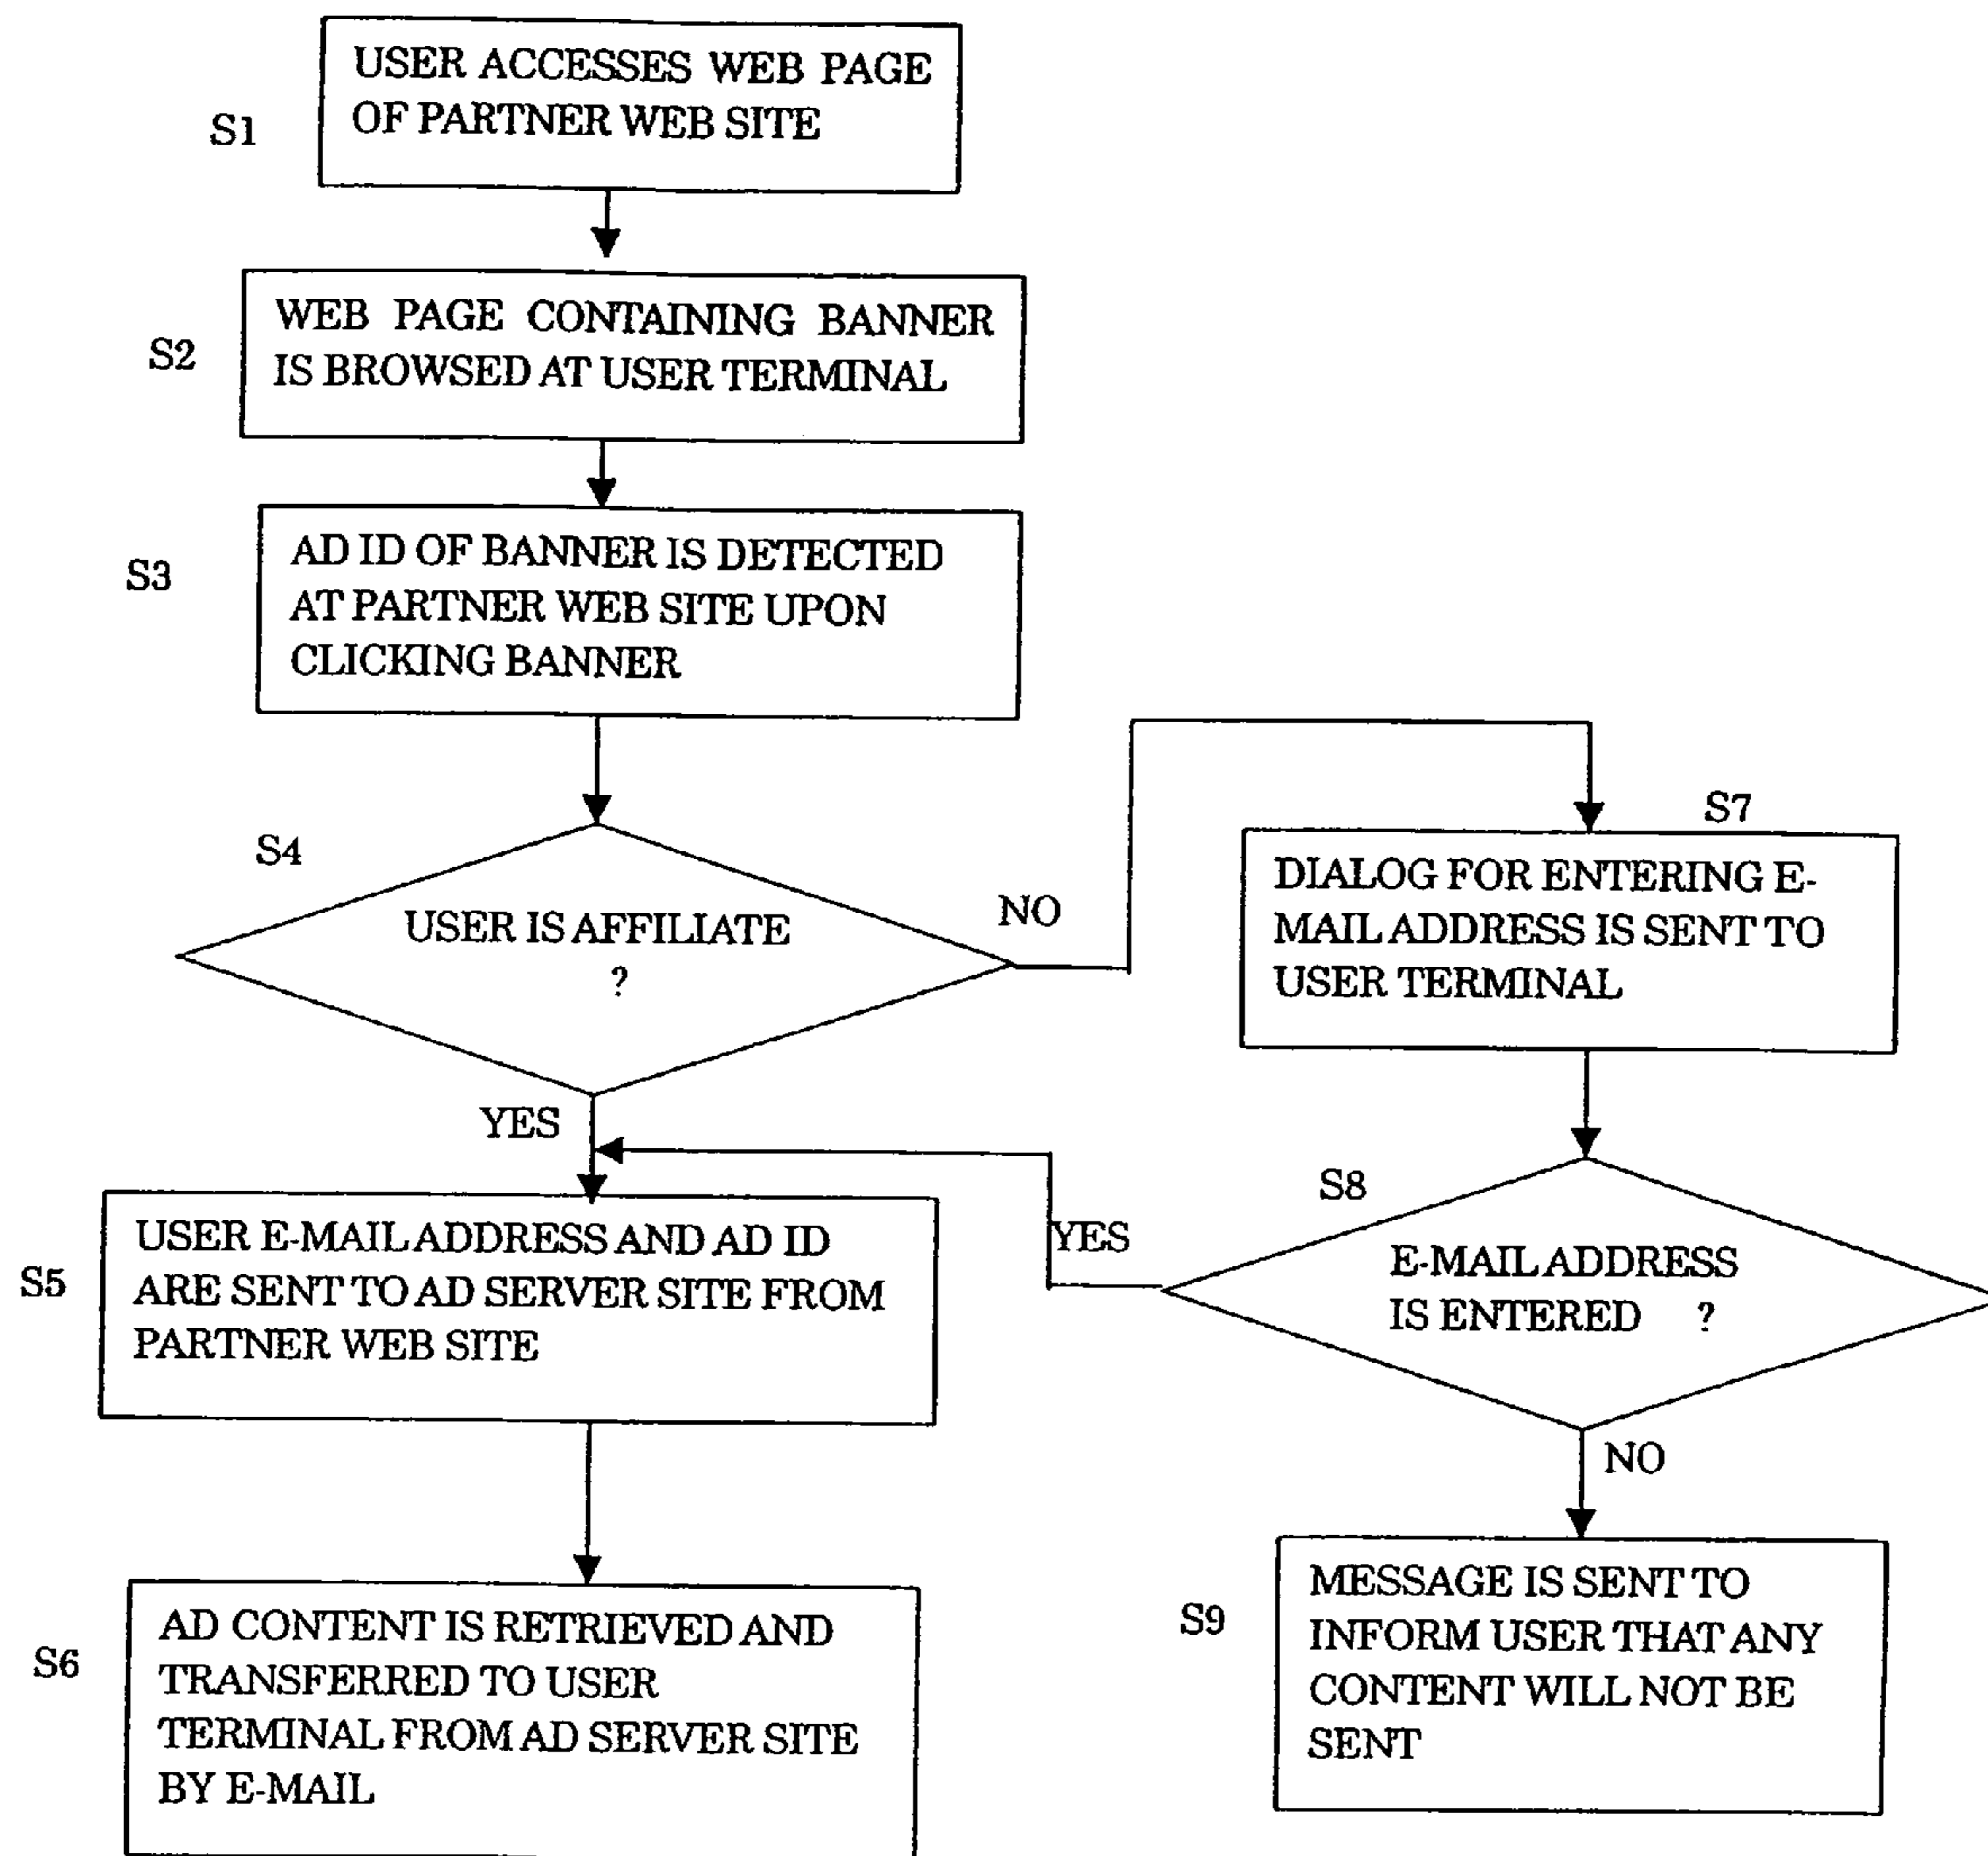 S1
USER ACCESSES WEB PAGE
OF PARTNER WEB SITE
S2
WEB PAGE CONTAINING BANNER
IS BROWSED AT USER TERMINAL
S3
AD ID OF BANNER IS DETECTED
AT PARTNER WEB SITE UPON
CLICKING BANNER
S4
USER IS AFFILIATE
?
NO
YES
S5
USER E-MAIL ADDRESS AND AD ID
ARE SENT TO AD SERVER SITE FROM
PARTNER WEB SITE
S6
AD CONTENT IS RETRIEVED AND
TRANSFERRED TO USER
TERMINAL FROM AD SERVER SITE
BY E-MAIL
S7
DIALOG FOR ENTERING E-
MAIL ADDRESS IS SENT TO
USER TERMINAL
S8
E-MAIL ADDRESS
IS ENTERED ?
YES
NO
S9
MESSAGE IS SENT TO
INFORM USER THAT ANY
CONTENT WILL NOT BE
SENT